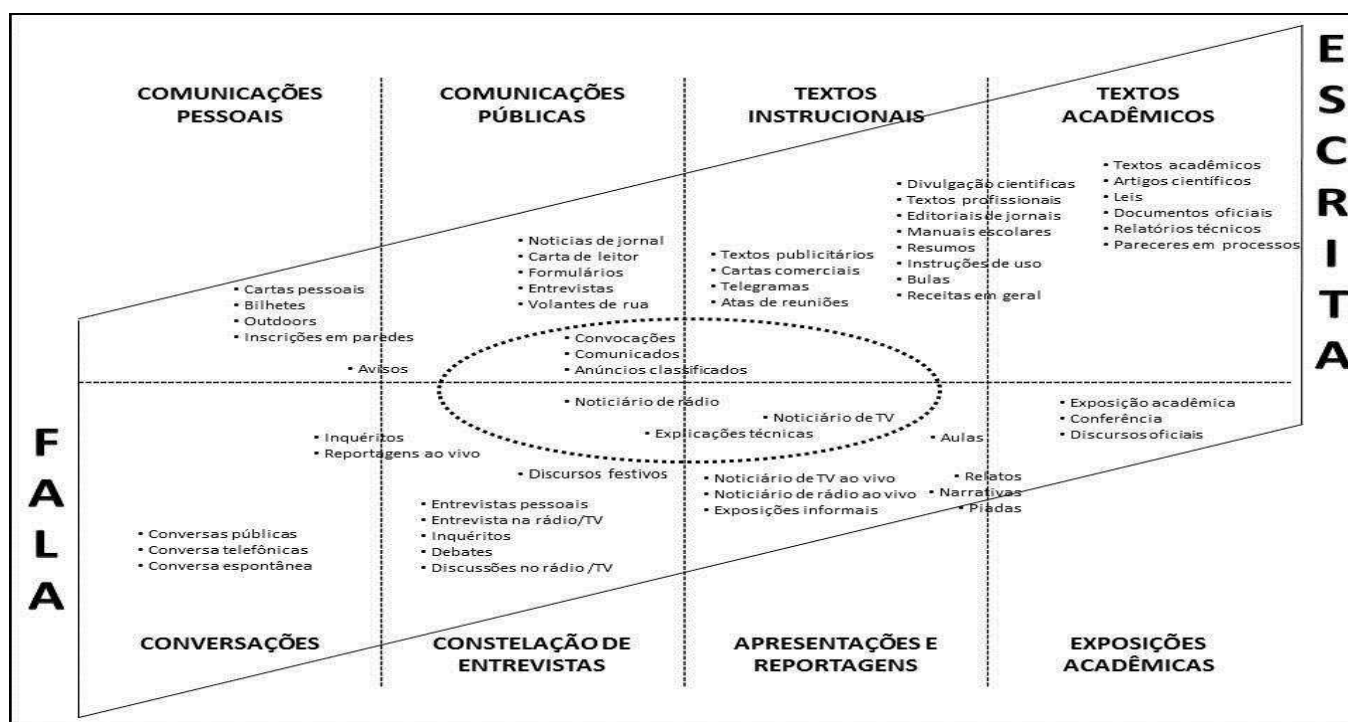 COMUNICAÇÕES
PESSOAIS
COMUNICAÇÕES
PÚBLICAS
TEXTOS
INSTRUCIONAIS
TEXTOS
ACADÊMICOS
ESCRITA
• Cartas pessoais
• Bilhetes
• Outdoors
• Inscrições em paredes
• Avisos
• Noticias de jornal
• Carta de leitor
• Formulários
• Entrevistas
• Volantes de rua
• Convocações
• Comunicados
• Anúncios classificados
• Textos publicitários
• Cartas comerciais
• Telegramas
• Atas de reuniões
• Divulgação cientificas
• Textos profissionais
• Editoriais de jornais
• Manuais escolares
• Resumos
• Instruções de uso
• Bulas
• Receitas em geral
• Textos acadêmicos
• Artigos científicos
• Leis
• Documentos oficiais
• Relatórios técnicos
• Pareceres em processos
FALA
• Inquéritos
• Reportagens ao vivo
• Conversas públicas
• Conversa telefônicas
• Conversa espontânea
• Noticiário de rádio
• Noticiário de TV
• Explicações técnicas
• Discursos festivos
• Entrevistas pessoais
• Entrevista na rádio/TV
• Inquéritos
• Debates
• Discussões no rádio /TV
• Noticiário de TV ao vivo
• Noticiário de rádio ao vivo
• Exposições informais
• Aulas
• Relatos
• Narrativas
• Piadas
• Exposição acadêmica
• Conferência
• Discursos oficiais
CONVERSAÇÕES
CONSTELAÇÃO DE
ENTREVISTAS
APRESENTAÇÕES E
REPORTAGENS
EXPOSIÇÕES
ACADÊMICAS